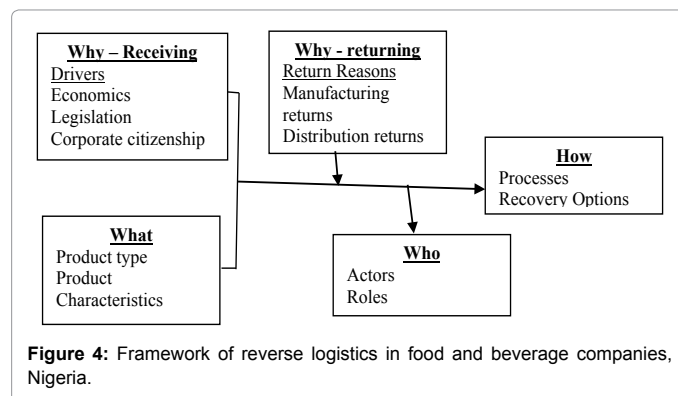 Why – Receiving
Drivers
Economics
Legislation
Corporate citizenship
Why - returning
Return Reasons
Manufacturing
returns
Distribution returns
How
Processes
Recovery Options
What
Product type
Product
Characteristics
Who
Actors
Roles
Figure 4: Framework of reverse logistics in food and beverage companies,
Nigeria.